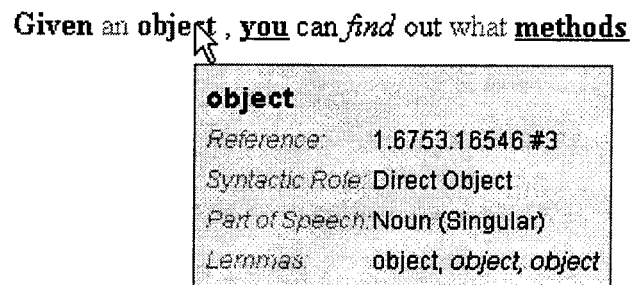 Given an object , you can find out what methods
object
Reference: 1.6753.16546 #3
Syntactic Role: Direct Object
Part of Speech: Noun (Singular)
Lemmas: object, object, object